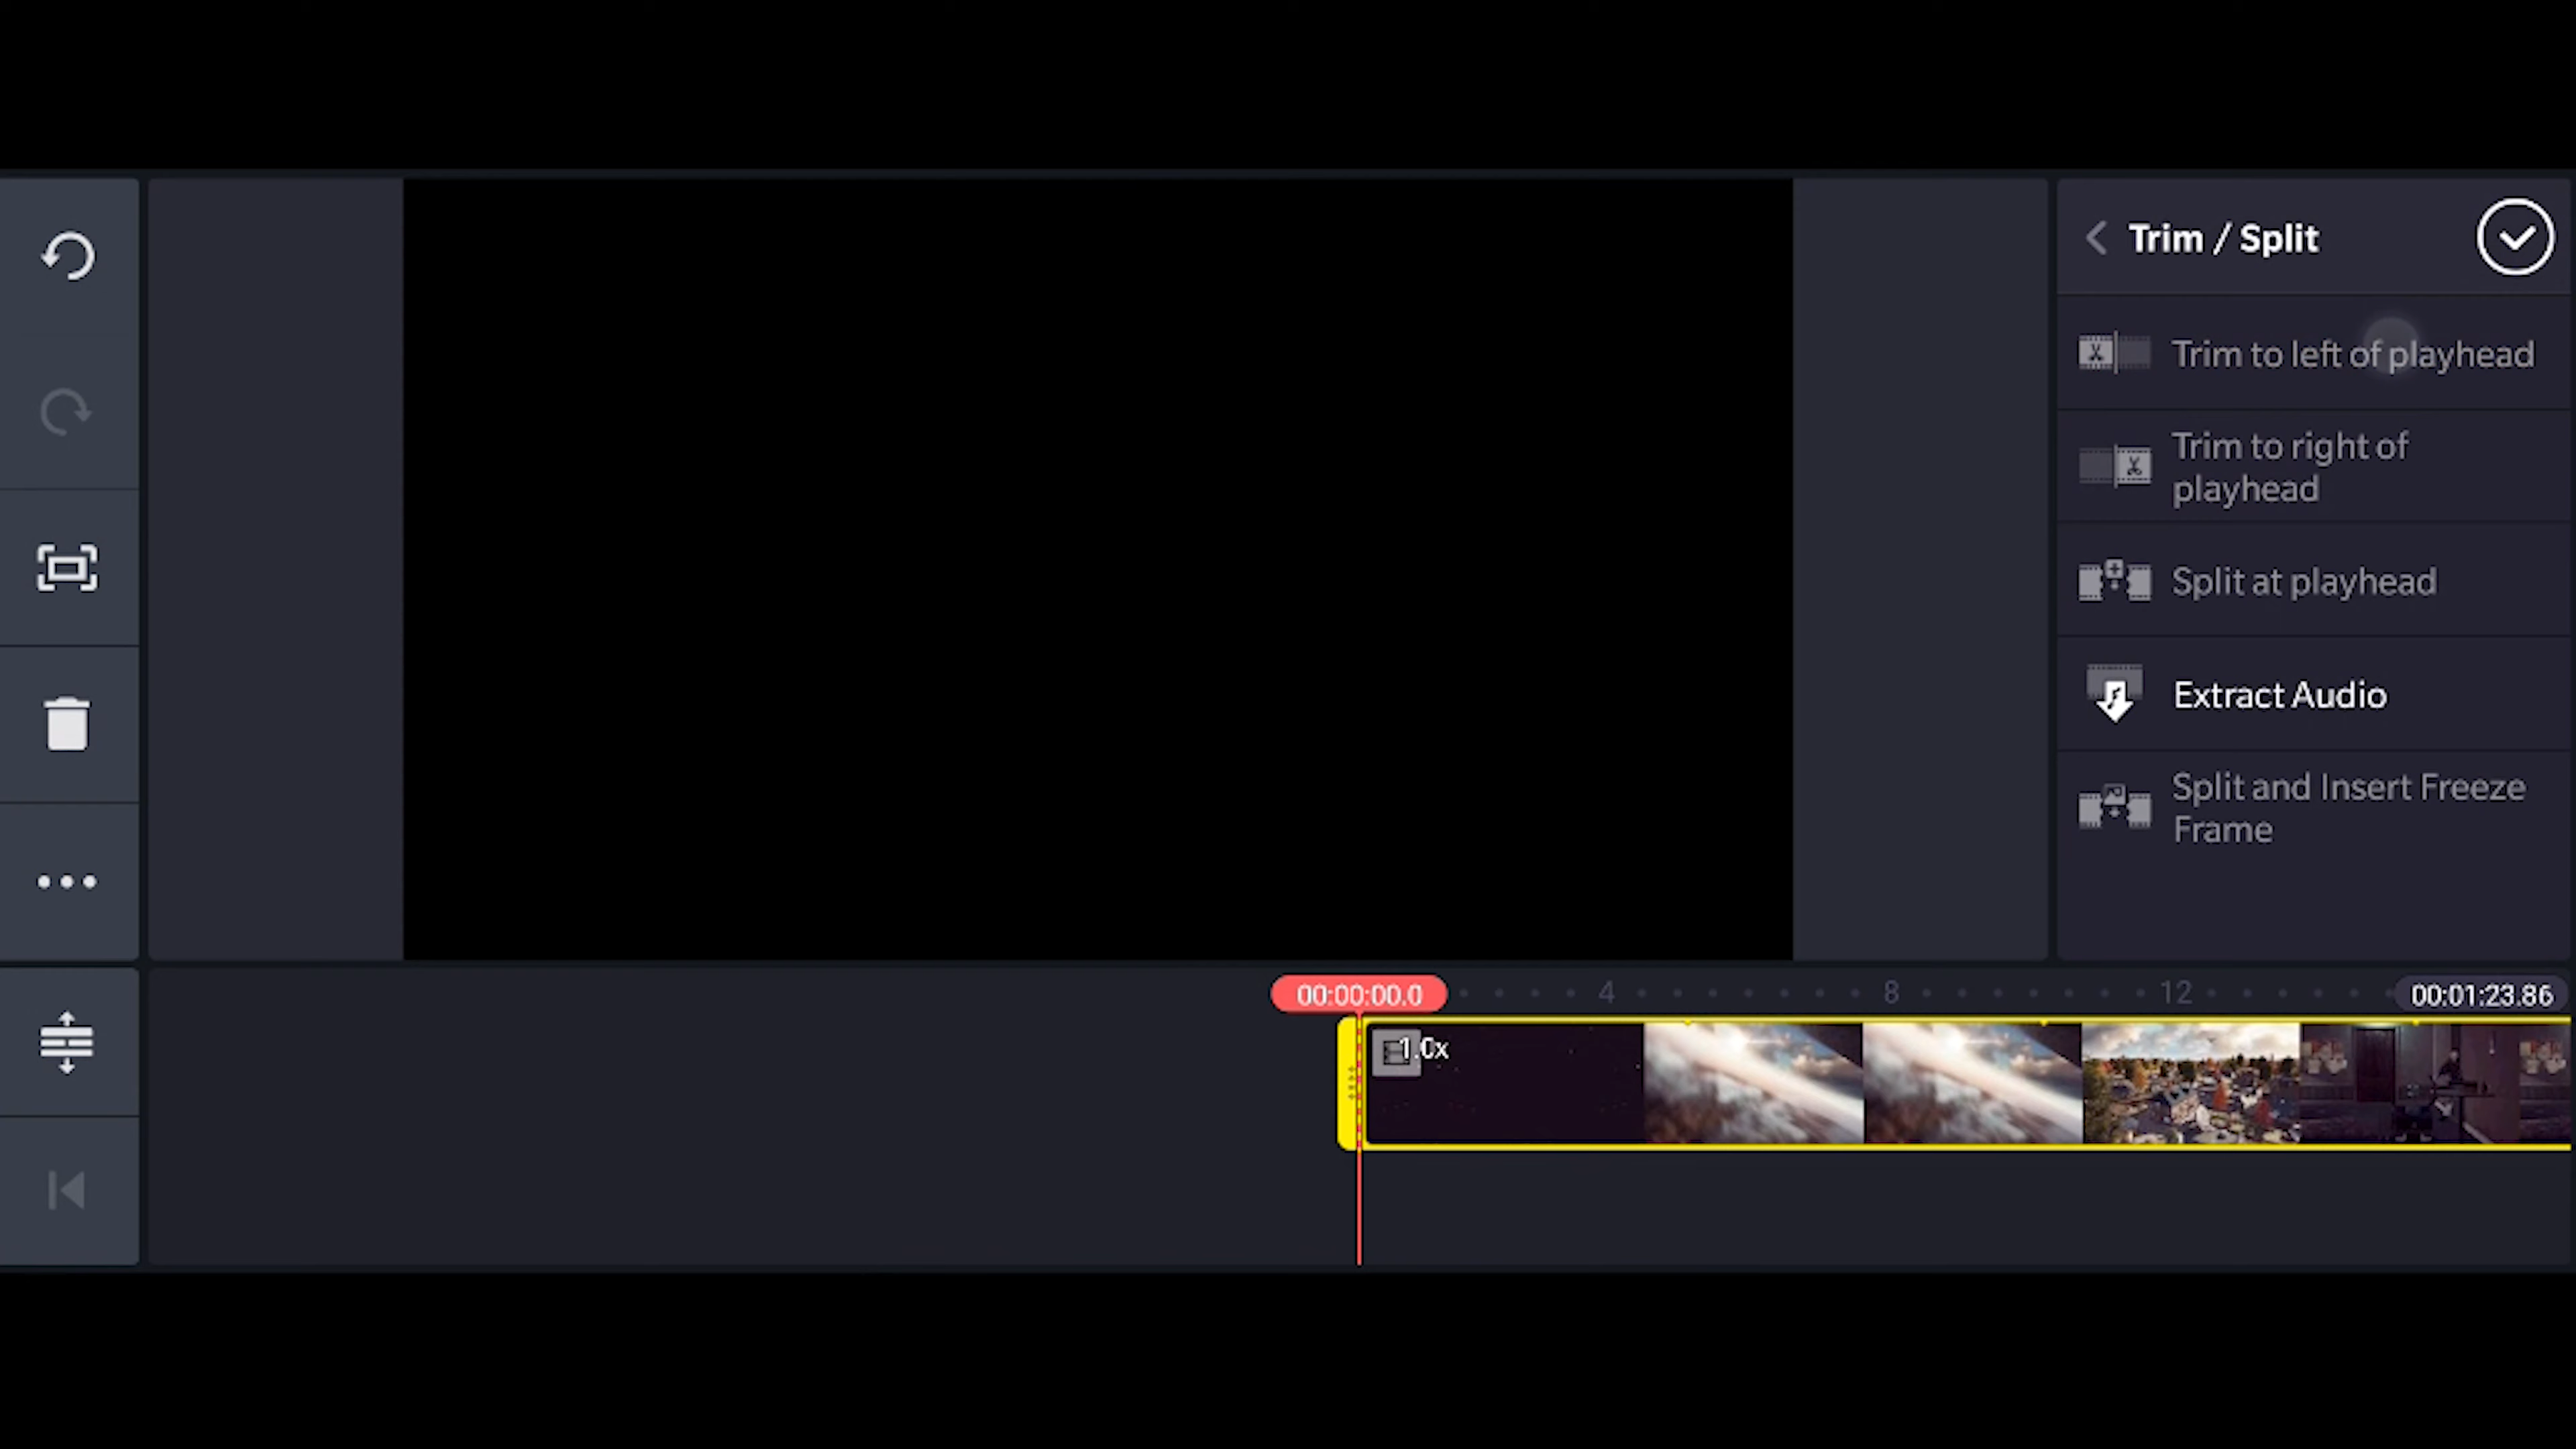 Trim / Split
Trim to left of playhead
Trim to right of
playhead
Split at playhead
Extract Audio
Split and Insert Freeze
Frame
00:00:00.0
4
8
12
00:01:23.86
1.0x